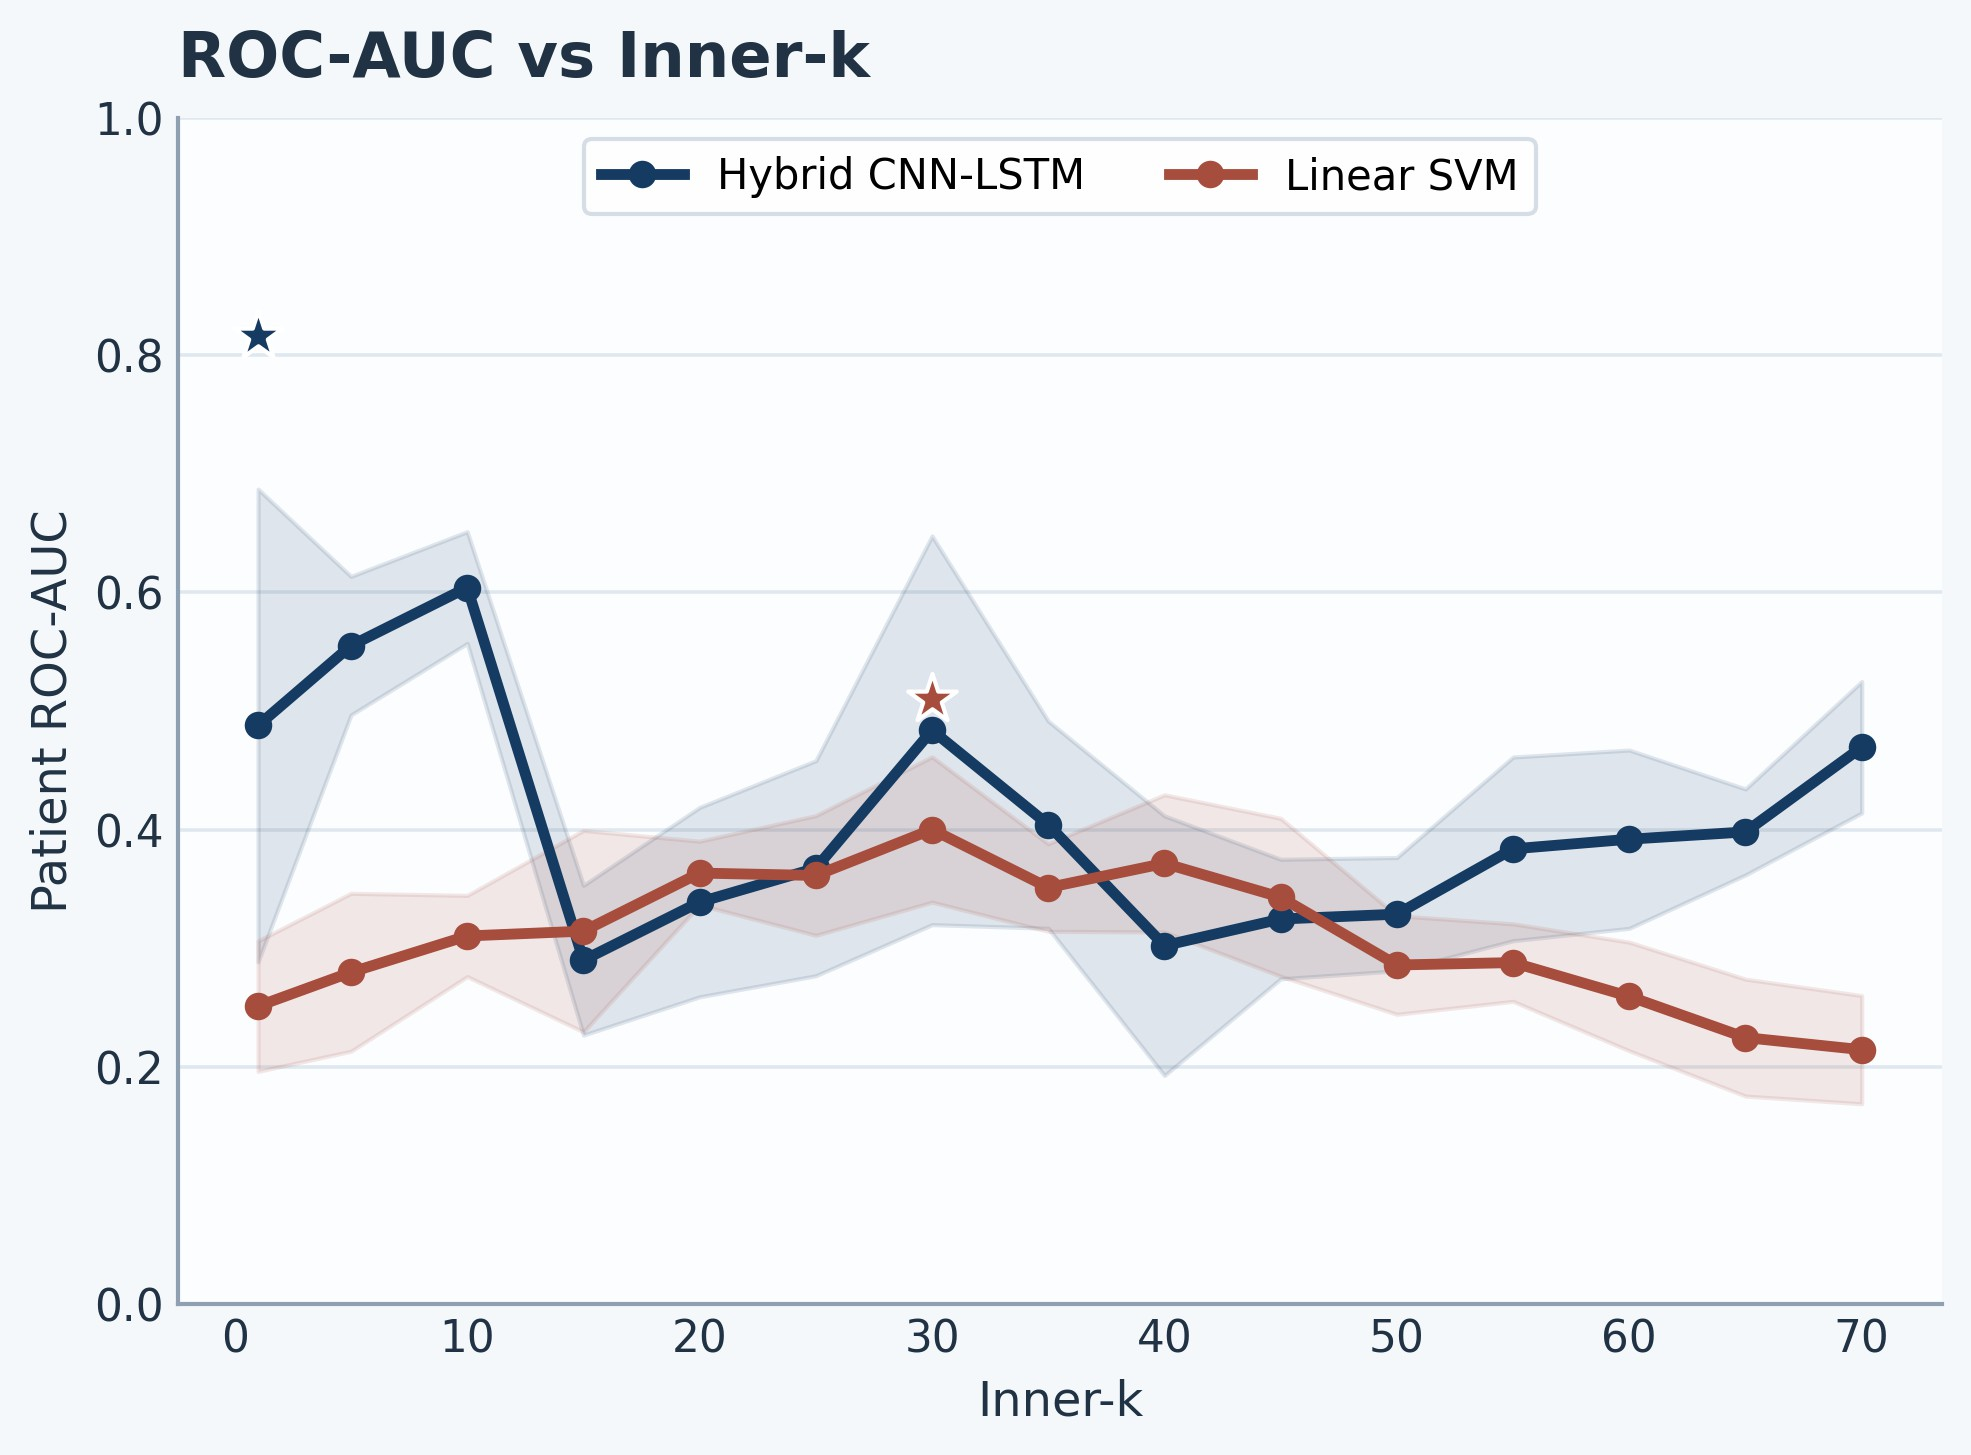 ROC-AUC vs Inner-k
Hybrid CNN-LSTM
Linear SVM
Patient ROC-AUC
1.0
0.8
0.6
0.4
0.2
0.0
0 10 20 30 40 50 60 70
Inner-k